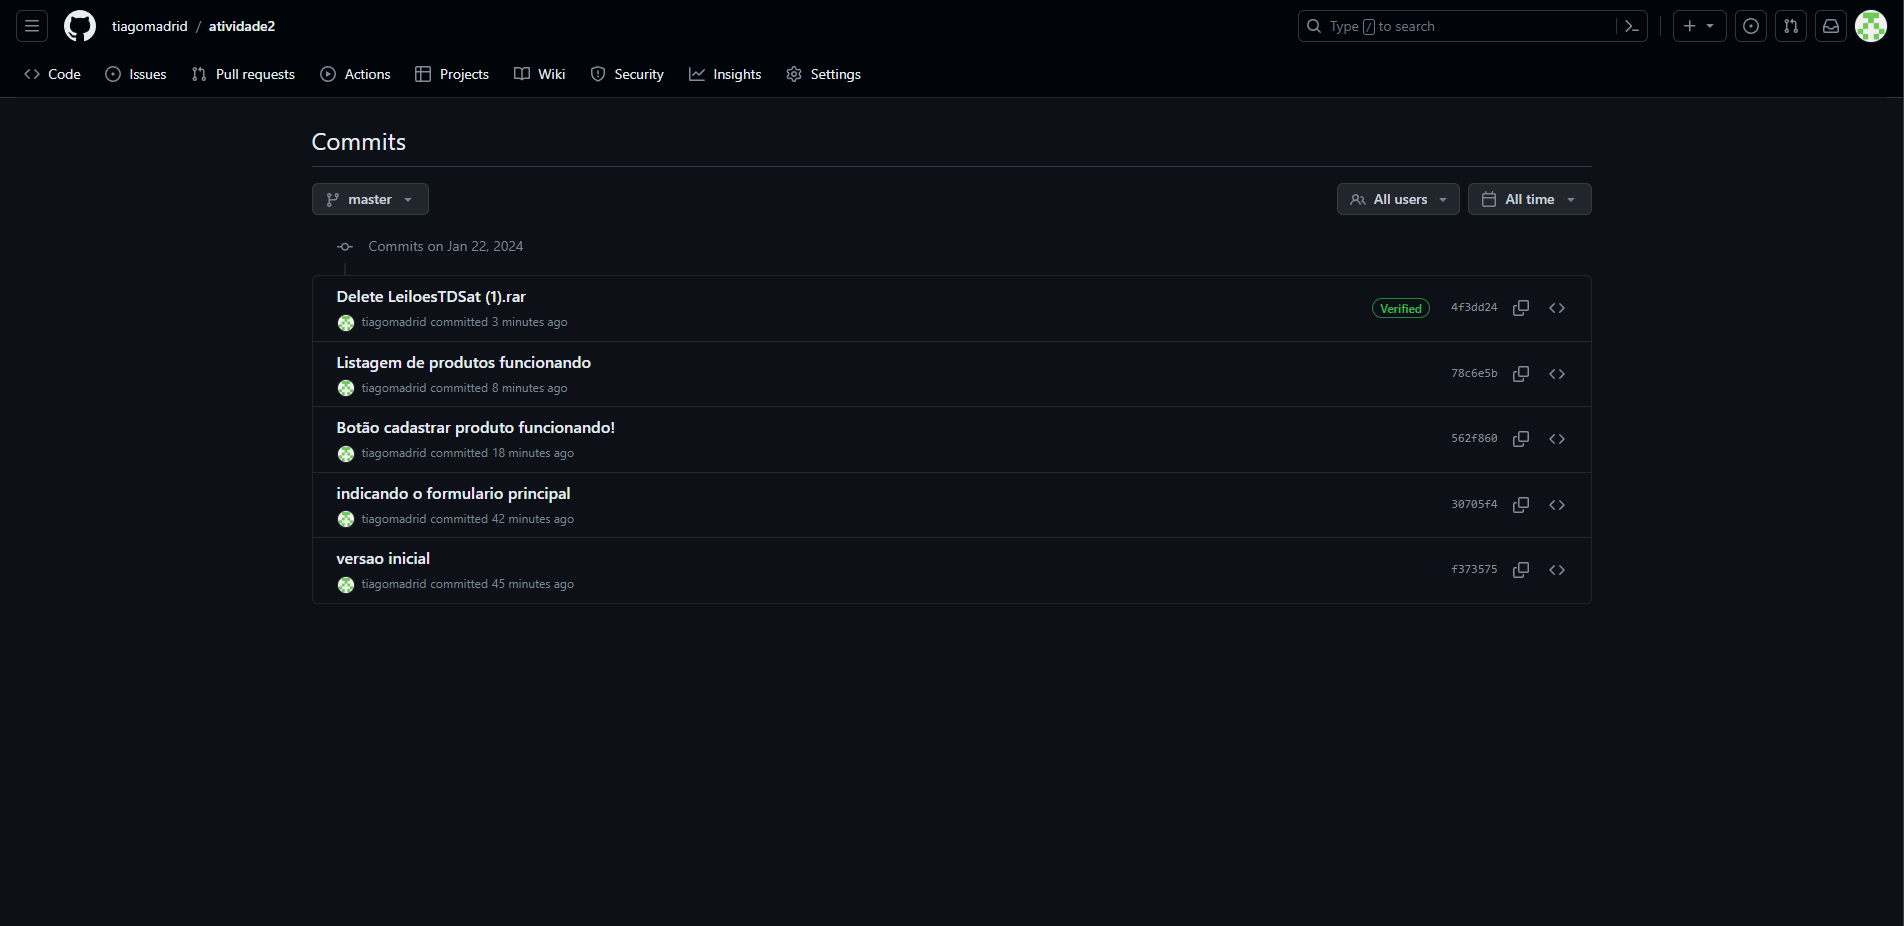 tiagomadrid / atividade2
Type / to search
Code Issues Pull requests Actions Projects Wiki Security Insights Settings
Commits
master All users All time
Commits on Jan 22, 2024
Delete LeiloesTDSat (1).rar
tiagomadrid committed 3 minutes ago
Verified 4f3dd24
Listagem de produtos funcionando
tiagomadrid committed 8 minutes ago
78c6e5b
Botão cadastrar produto funcionando!
tiagomadrid committed 18 minutes ago
562f860
indicando o formulario principal
tiagomadrid committed 42 minutes ago
30705f4
versao inicial
tiagomadrid committed 45 minutes ago
f373575